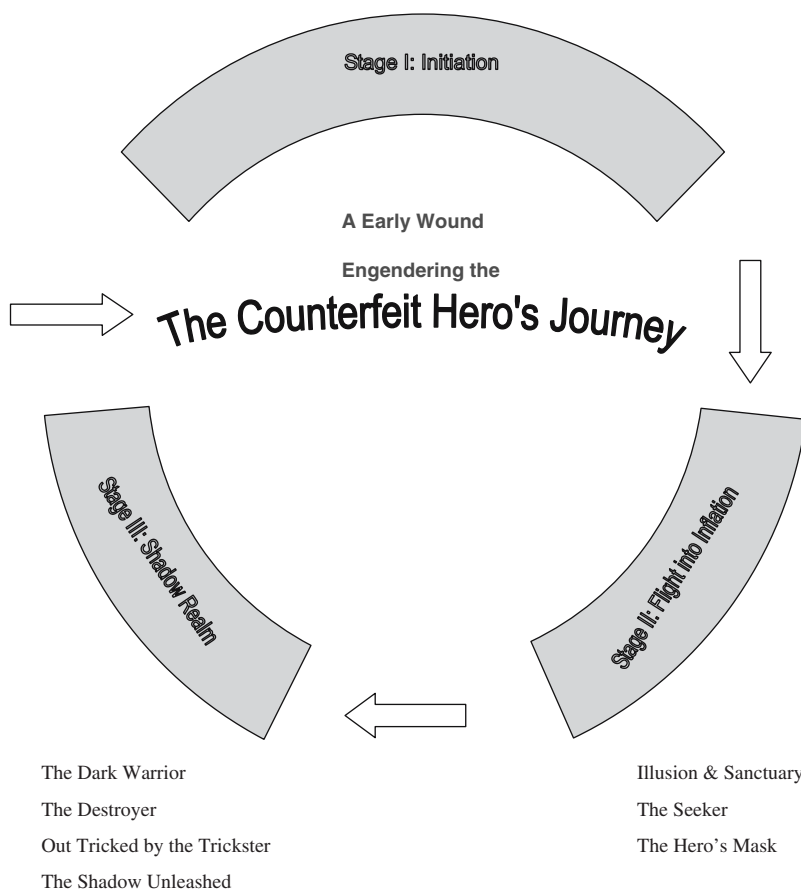 Stage I: Initiation
A Early Wound
Engendering the
The Counterfeit Hero's Journey
Stage III: Shadow Realm
Stage II: Flight into Inflation
The Dark Warrior
The Destroyer
Out Tricked by the Trickster
The Shadow Unleashed
Illusion & Sanctuary
The Seeker
The Hero’s Mask